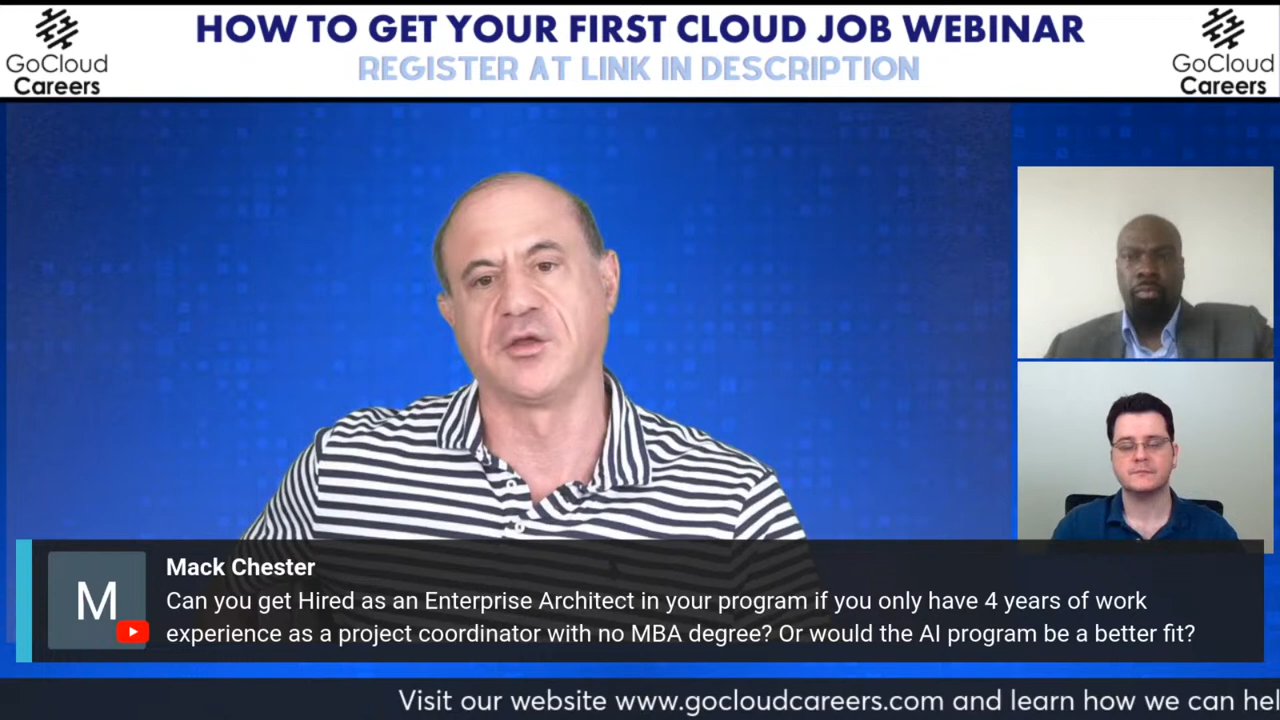 HOW TO GET YOUR FIRST CLOUD JOB WEBINAR
REGISTER AT LINK IN DESCRIPTION
GoCloud
Careers
GoCloud
Careers
M
Mack Chester
Can you get Hired as an Enterprise Architect in your program if you only have 4 years of work
experience as a project coordinator with no MBA degree? Or would the AI program be a better fit?
Visit our website www.gocloudcareers.com and learn how we can hel